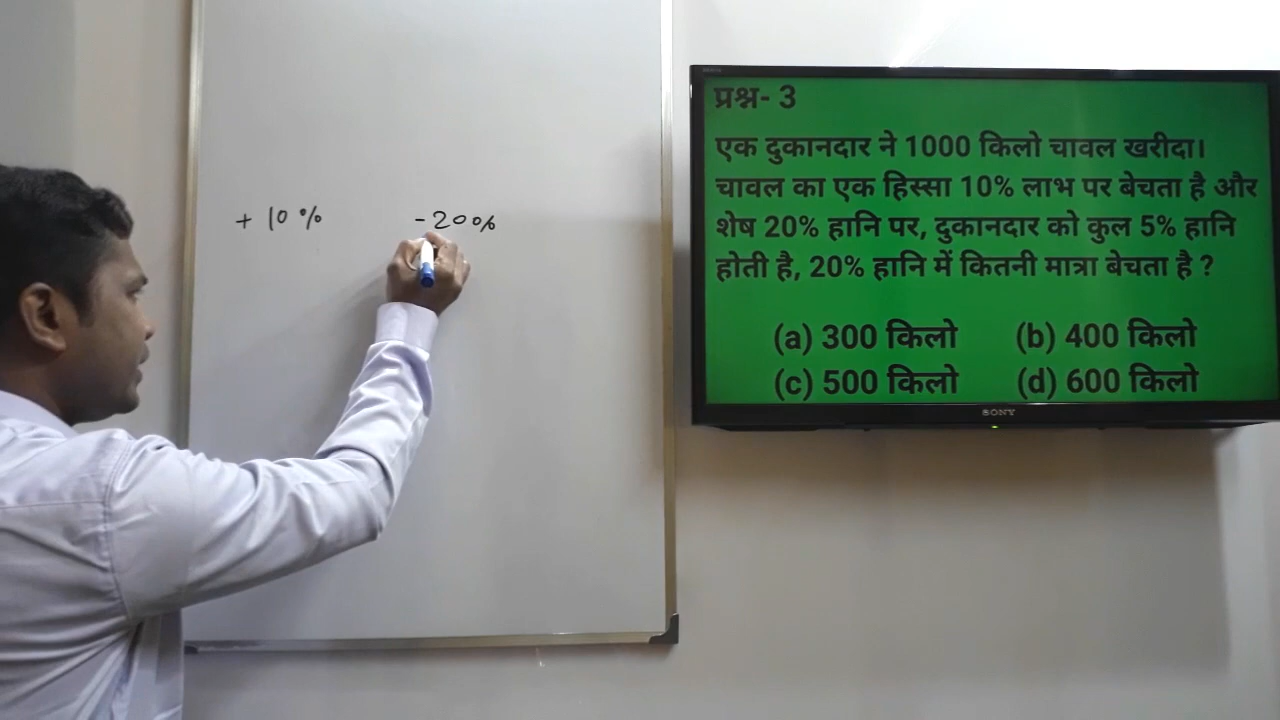 + 10 %
-20%
प्रश्न- 3
एक दुकानदार ने 1000 किलो चावल खरीदा।
चावल का एक हिस्सा 10% लाभ पर बेचता है और
शेष 20% हानि पर, दुकानदार को कुल 5% हानि
होती है, 20% हानि में कितनी मात्रा बेचता है ?
(a) 300 किलो (b) 400 किलो
(c) 500 किलो (d) 600 किलो
SONY